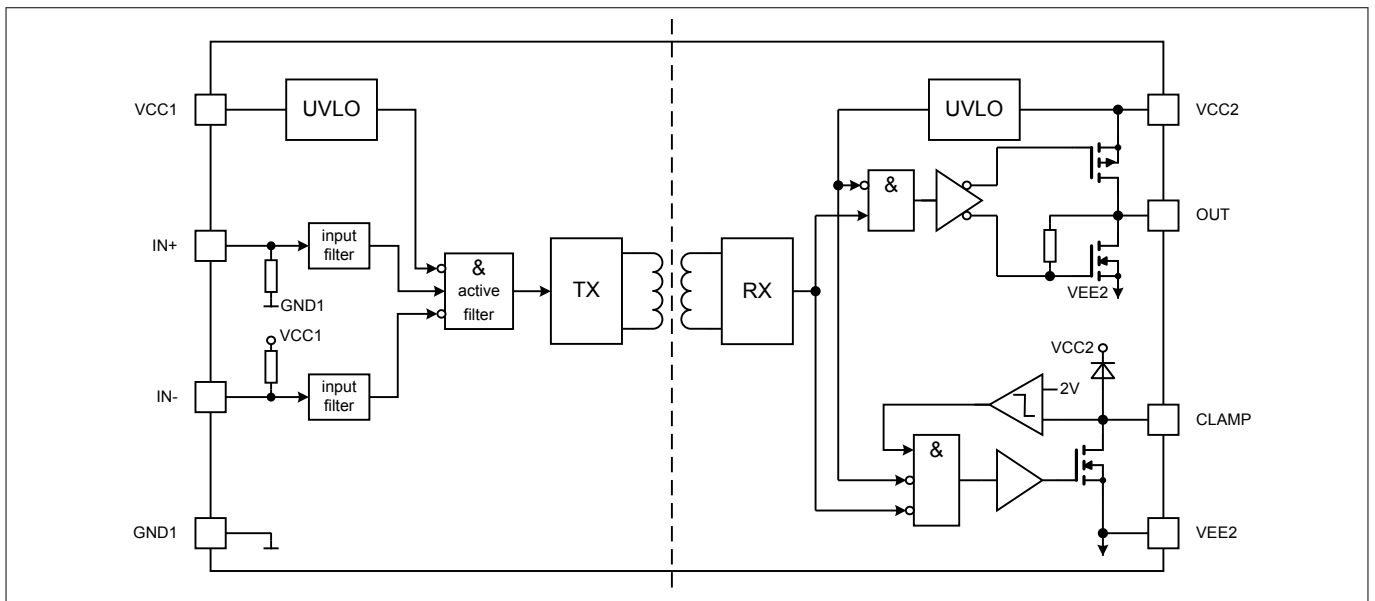 VCC1
UVLO
IN+
input
filter
GND1
VCC1
IN-
input
filter
GND1
&
active
filter
TX
RX
UVLO
VCC2
&
OUT
VEE2
VCC2
2V
CLAMP
&
VEE2